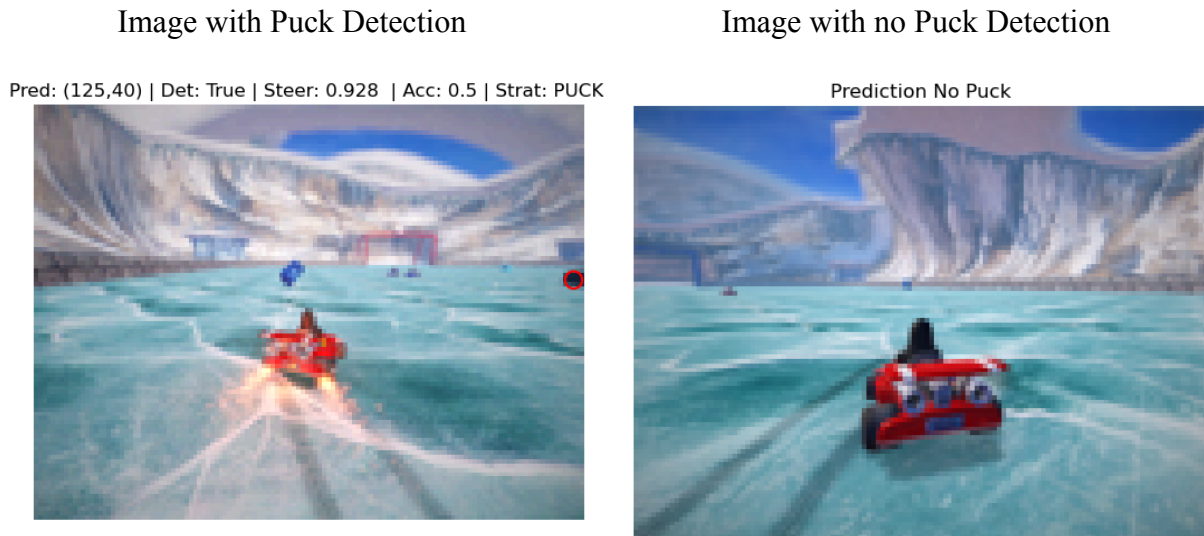 Image with Puck Detection
Image with no Puck Detection
Pred: (125,40) | Det: True | Steer: 0.928 | Acc: 0.5 | Strat: PUCK
Prediction No Puck